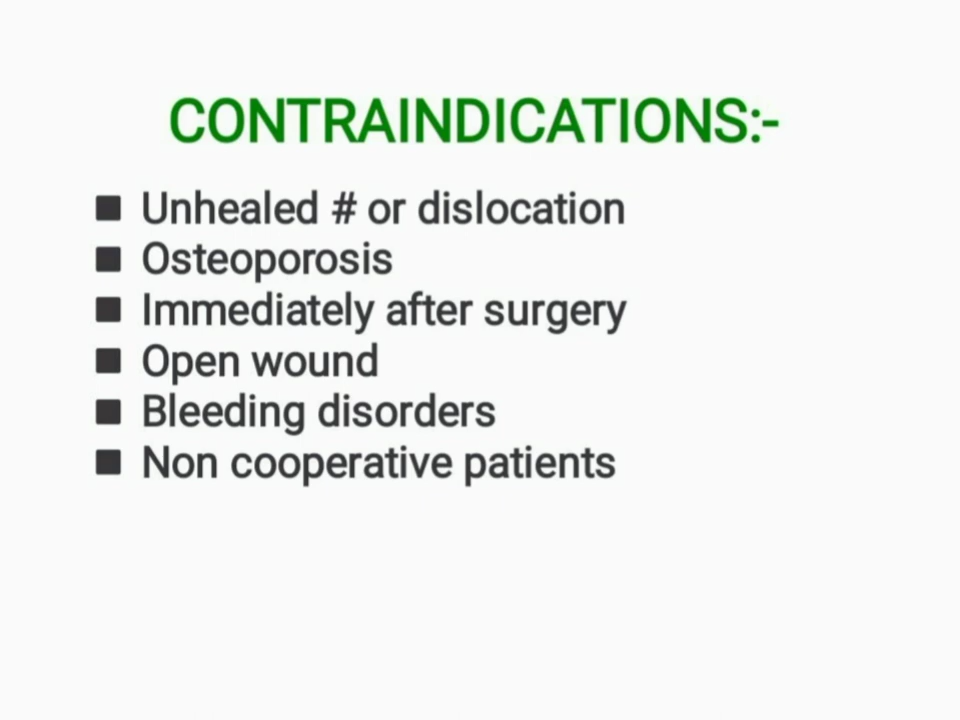 CONTRAINDICATIONS:-
■ Unhealed # or dislocation
■ Osteoporosis
■ Immediately after surgery
■ Open wound
■ Bleeding disorders
■ Non cooperative patients